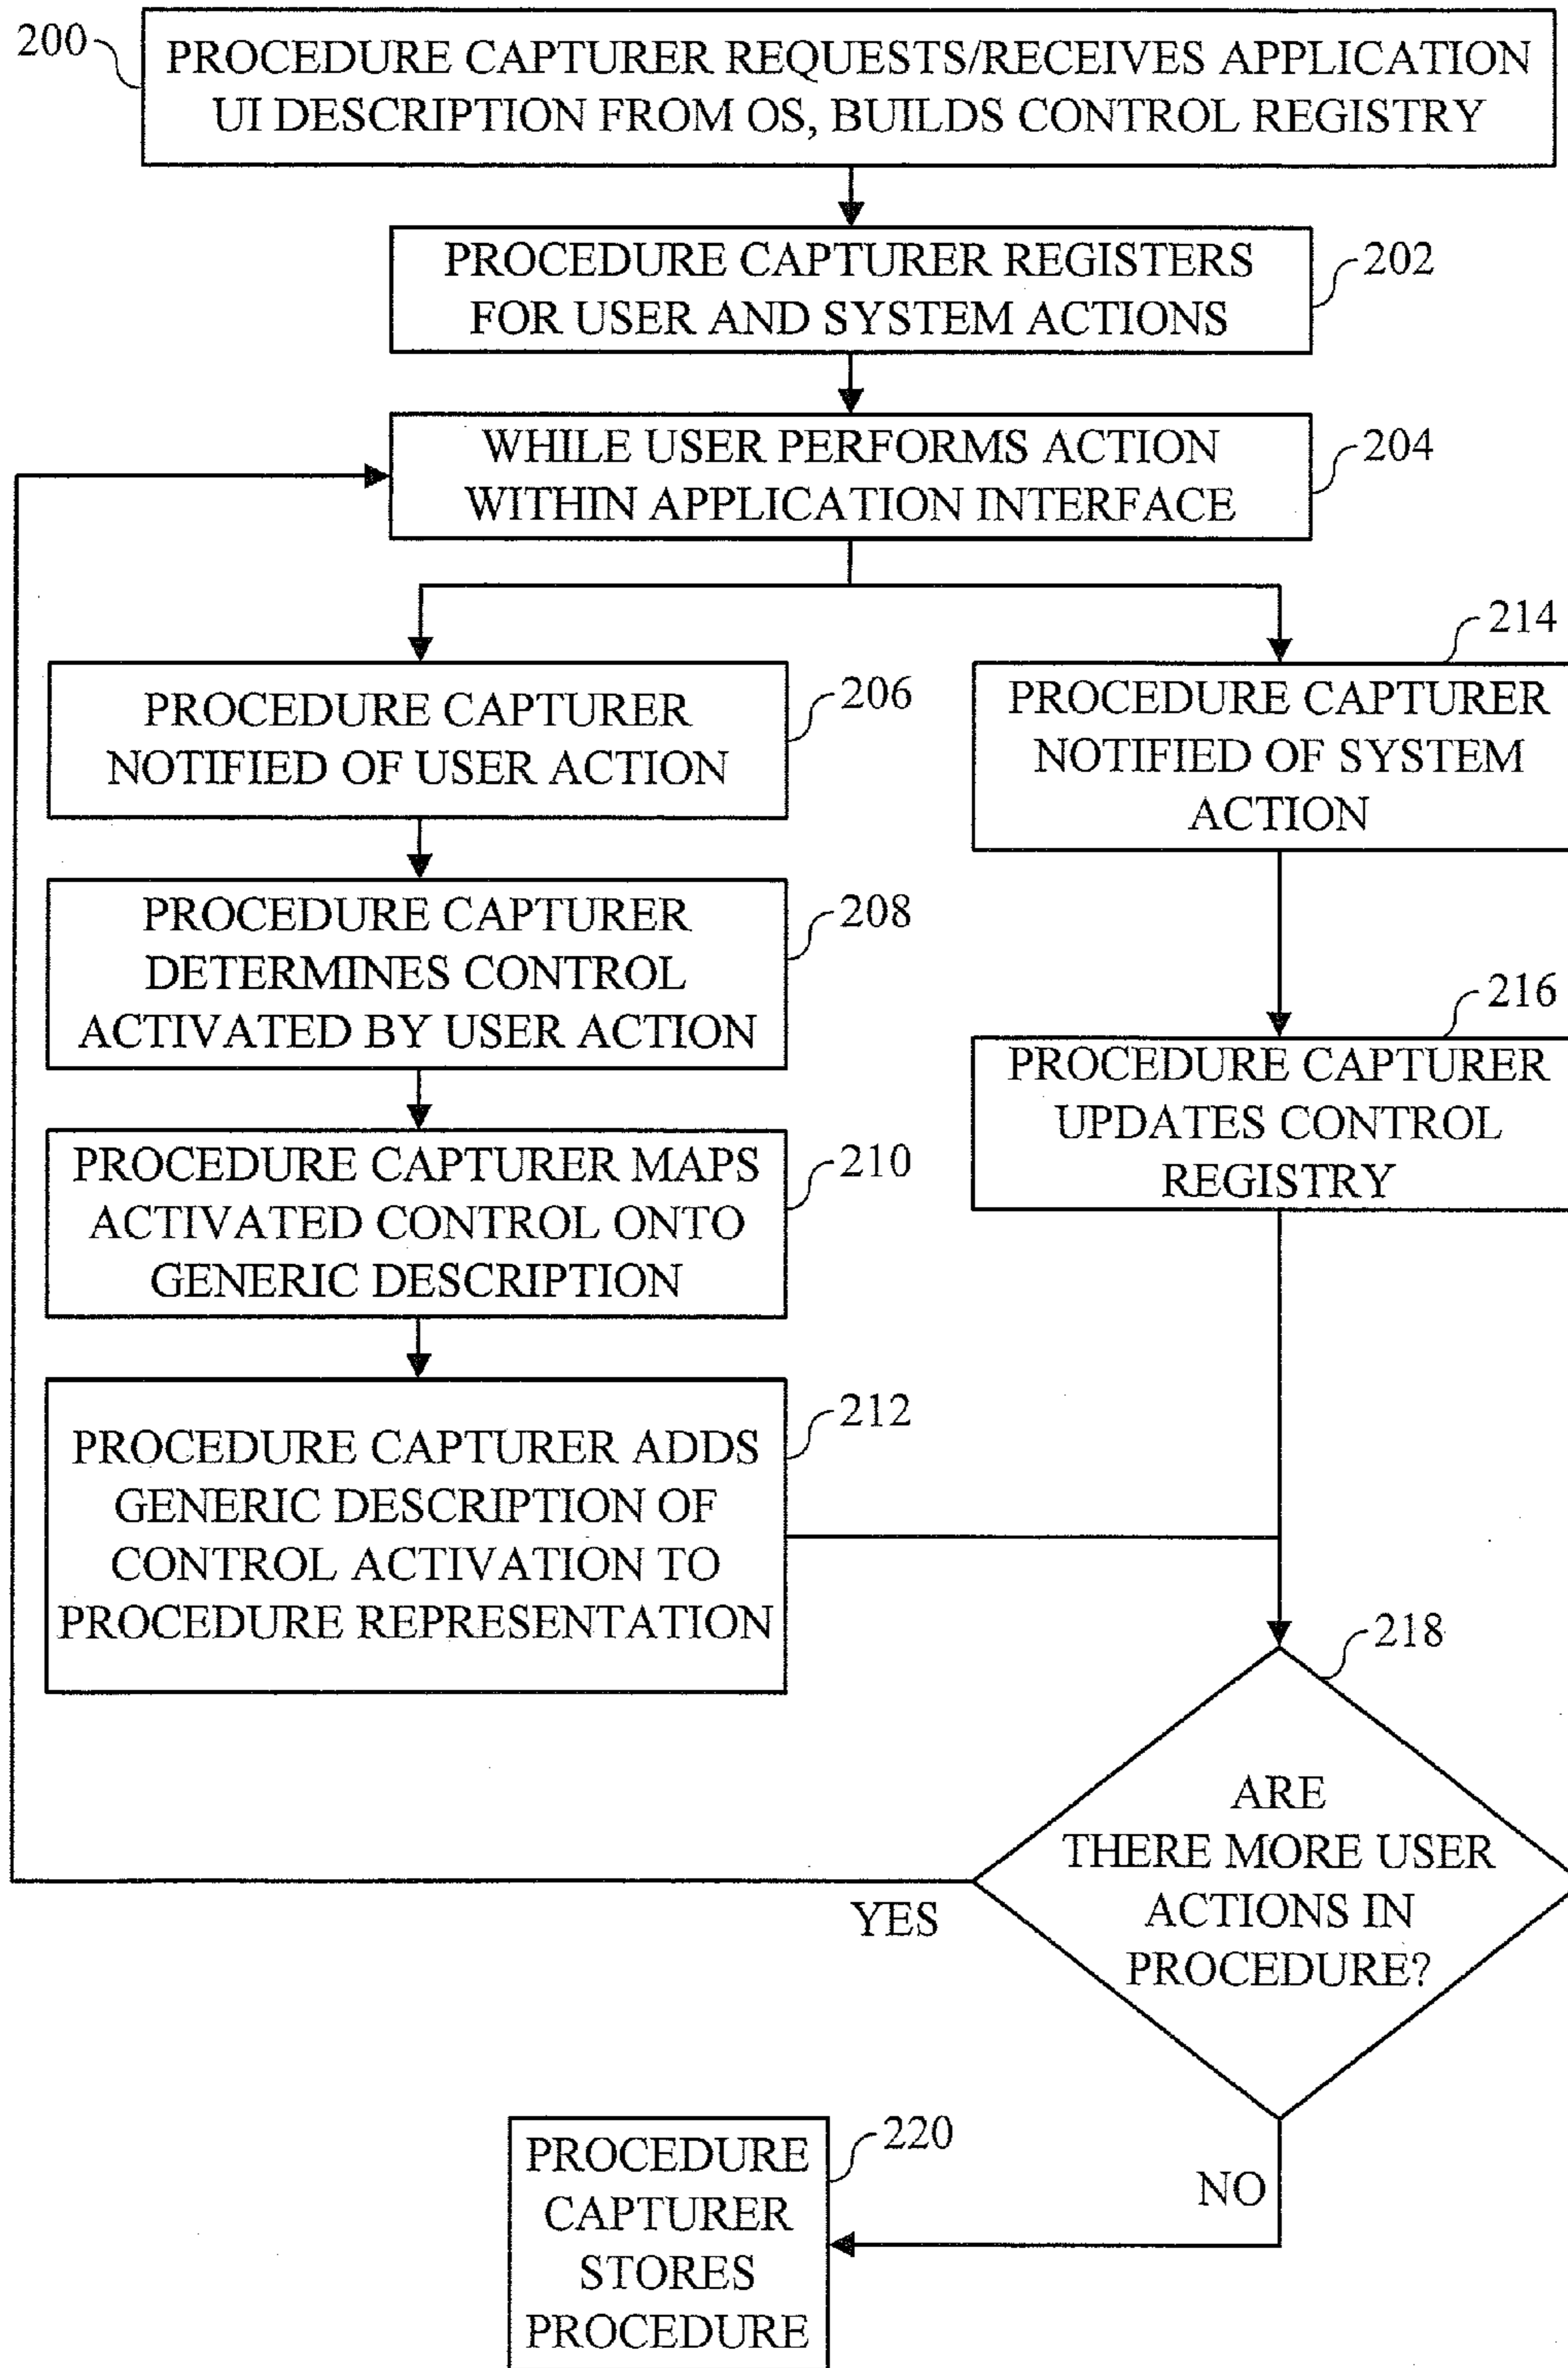 200
PROCEDURE CAPTURER REQUESTS/RECEIVES APPLICATION
UI DESCRIPTION FROM OS, BUILDS CONTROL REGISTRY
PROCEDURE CAPTURER REGISTERS
FOR USER AND SYSTEM ACTIONS
202
WHILE USER PERFORMS ACTION
WITHIN APPLICATION INTERFACE
204
PROCEDURE CAPTURER
NOTIFIED OF USER ACTION
206
PROCEDURE CAPTURER
DETERMINES CONTROL
ACTIVATED BY USER ACTION
208
PROCEDURE CAPTURER MAPS
ACTIVATED CONTROL ONTO
GENERIC DESCRIPTION
210
PROCEDURE CAPTURER ADDS
GENERIC DESCRIPTION OF
CONTROL ACTIVATION TO
PROCEDURE REPRESENTATION
212
214
PROCEDURE CAPTURER
NOTIFIED OF SYSTEM
ACTION
216
PROCEDURE CAPTURER
UPDATES CONTROL
REGISTRY
218
ARE
THERE MORE USER
ACTIONS IN
PROCEDURE?
YES
NO
PROCEDURE
CAPTURER
STORES
PROCEDURE
220